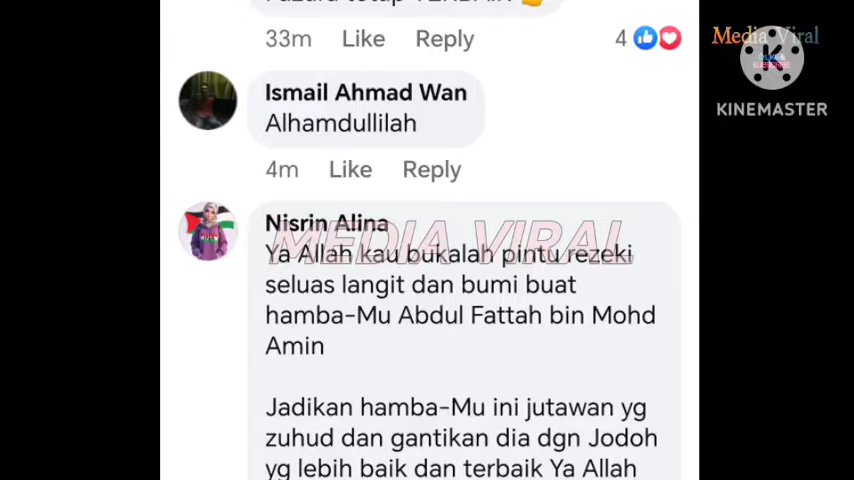 33m Like Reply 4
Media Viral
LIKE &
SUBSCRIBE
K
KINEMASTER
Ismail Ahmad Wan
Alhamdullilah
4m Like Reply
Nisrin Alina
MEDIA VIRAL
Ya Allah kau bukalah pintu rezeki
seluas langit dan bumi buat
hamba-Mu Abdul Fattah bin Mohd
Amin
Jadikan hamba-Mu ini jutawan yg
zuhud dan gantikan dia dgn Jodoh
yg lebih baik dan terbaik Ya Allah